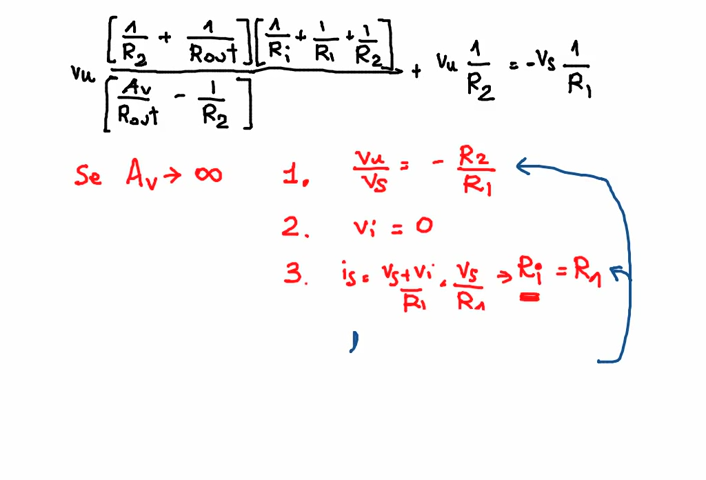 vu [1/R2 + 1/Rout][1/Ri + 1/R1 + 1/R2] / [Av/Rout - 1/R2] + vu 1/R2 = -vs 1/R1
Se Av → ∞ 1. vu/vs = - R2/R1
2. vi = 0
3. is = vs+vi/R1 = vs/R1 → Ri = R1